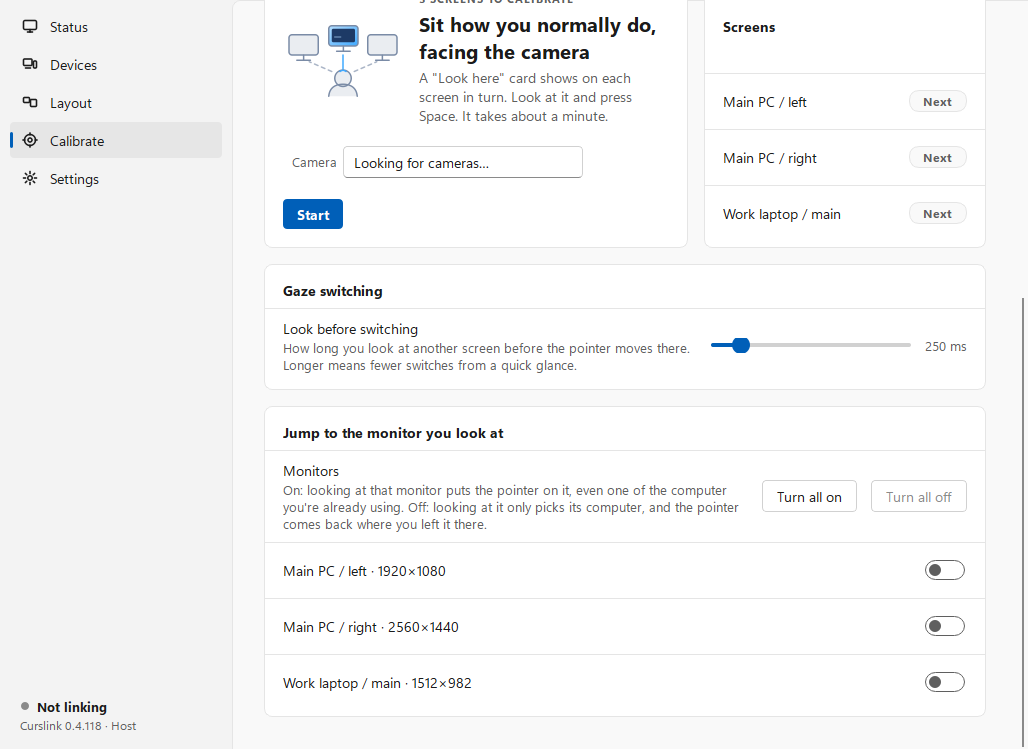 Status
Devices
Layout
Calibrate
Settings
Not linking
Curslink 0.4.118 · Host
3 SCREENS TO CALIBRATE
Sit how you normally do,
facing the camera
A "Look here" card shows on each
screen in turn. Look at it and press
Space. It takes about a minute.
Camera
Looking for cameras...
Start
Screens
Main PC / left
Next
Main PC / right
Next
Work laptop / main
Next
Gaze switching
Look before switching
How long you look at another screen before the pointer moves there.
Longer means fewer switches from a quick glance.
250 ms
Jump to the monitor you look at
Monitors
On: looking at that monitor puts the pointer on it, even one of the computer
you're already using. Off: looking at it only picks its computer, and the pointer
comes back where you left it there.
Turn all on
Turn all off
Main PC / left · 1920×1080
Main PC / right · 2560×1440
Work laptop / main · 1512×982